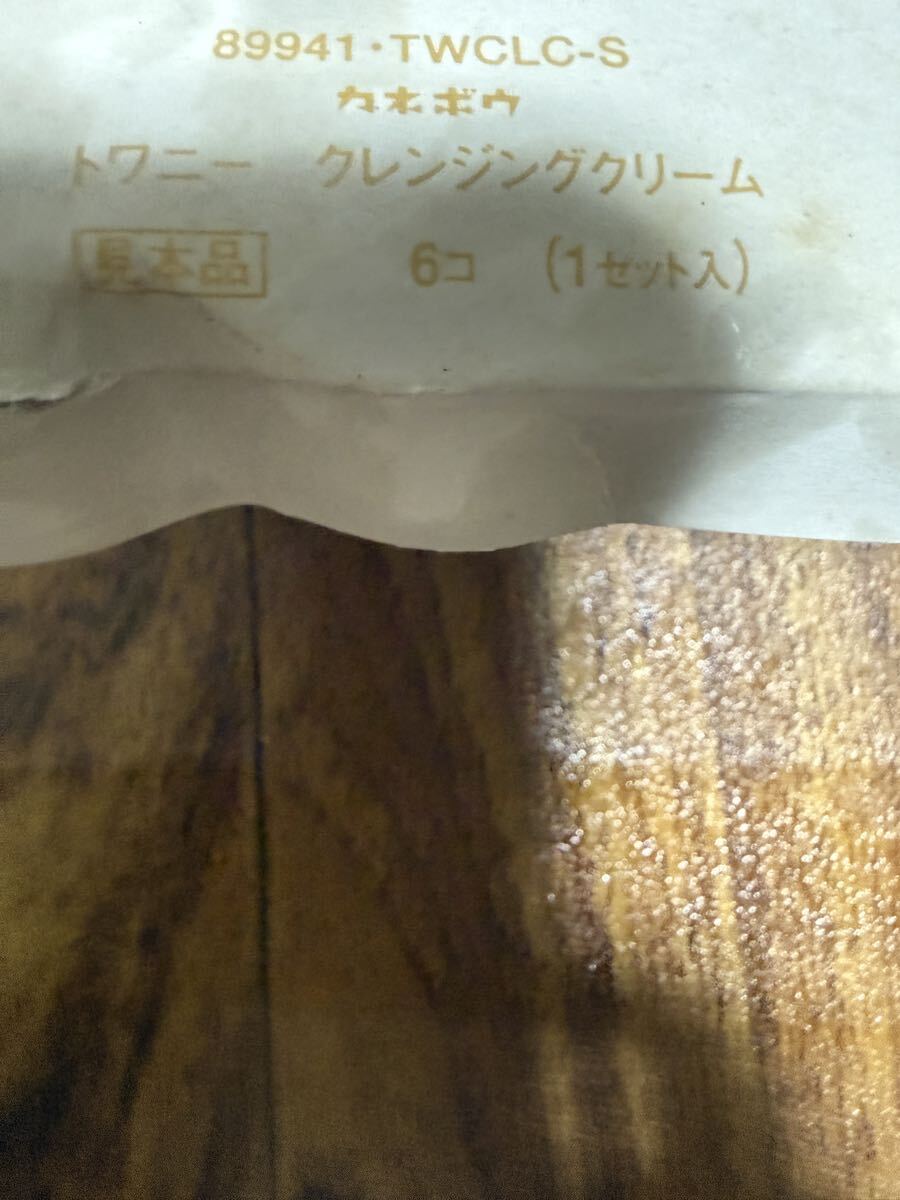 89941・TWCLC-S
カネボウ
トワニー クレンジングクリーム
見本品 6コ (1セット入)